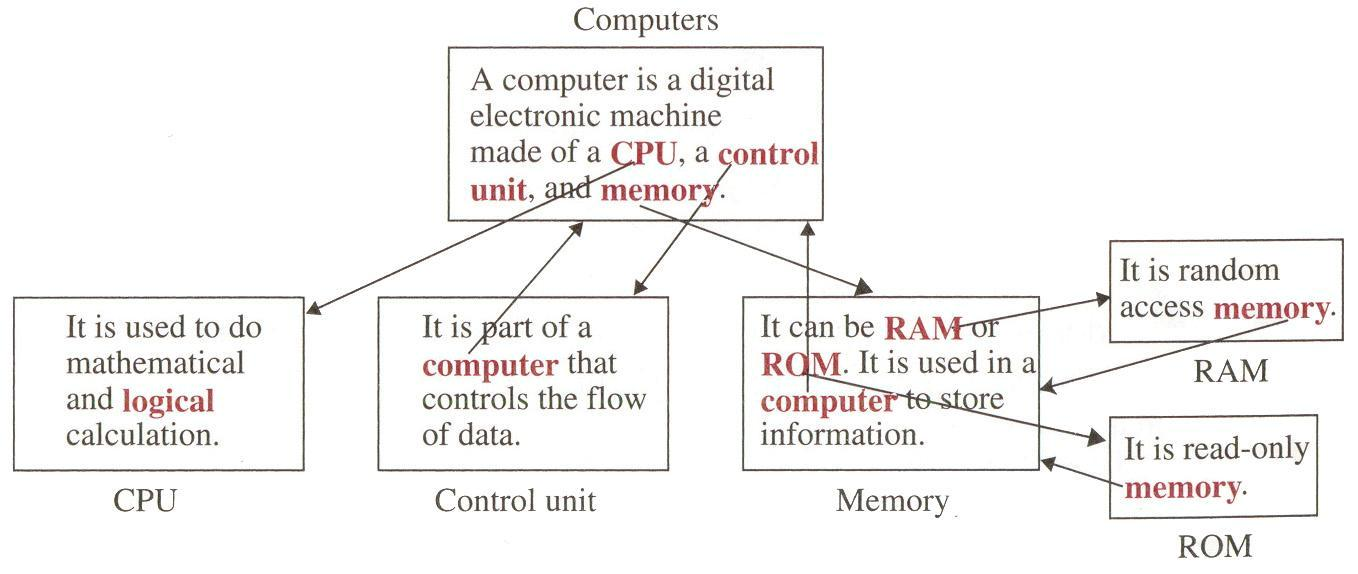 Computers
A computer is a digital
electronic machine
made of a CPU, a control
unit, and memory.
It is used to do
mathematical
and logical
calculation.
CPU
It is part of a
computer that
controls the flow
of data.
Control unit
It can be RAM or
ROM. It is used in a
computer to store
information.
Memory
It is random
access memory.
RAM
It is read-only
memory.
ROM